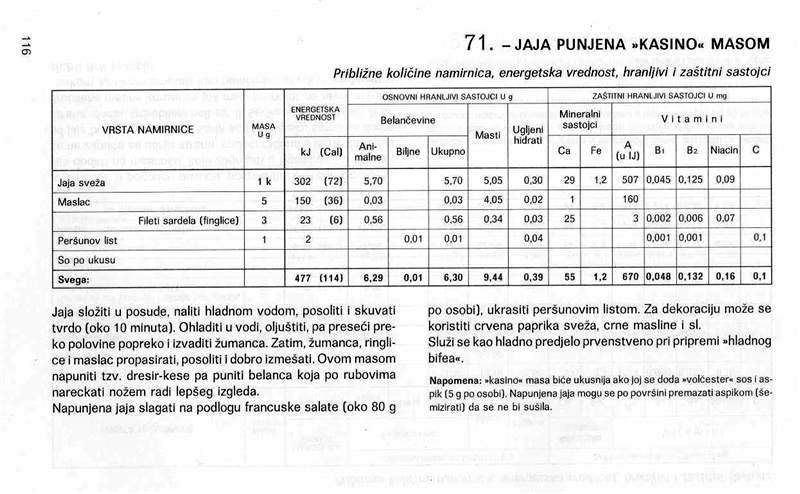 116
71. – JAJA PUNJENA »KASINO« MASOM
Približne količine namirnica, energetska vrednost, hranljivi i zaštitni sastojci
VRSTA NAMIRNICE MASA U g ENERGETSKA VREDNOST OSNOVNI HRANLJIVI SASTOJCI U g ZAŠTITNI HRANLJIVI SASTOJCI U mg
Belančevine Masti Ugljeni hidrati Mineralni sastojci Vitamini
kJ (Cal) Ani-malne Biljne Ukupno Ca Fe A (u IJ) B1 B2 Niacin C
Jaja sveža 1 k 302 (72) 5,70 5,70 5,05 0,30 29 1,2 507 0,045 0,125 0,09
Maslac 5 150 (36) 0,03 0,03 4,05 0,02 1 160
Fileti sardela (finglice) 3 23 (6) 0,56 0,56 0,34 0,03 25 3 0,002 0,006 0,07
Peršunov list 1 2 0,01 0,01 0,04 0,001 0,001 0,1
So po ukusu
Svega: 477 (114) 6,29 0,01 6,30 9,44 0,39 55 1,2 670 0,048 0,132 0,16 0,1
Jaja složiti u posude, naliti hladnom vodom, posoliti i skuvati
tvrdo (oko 10 minuta). Ohladiti u vodi, oljuštiti, pa preseći pre-
ko polovine popreko i izvaditi žumanca. Zatim, žumanca, ringli-
ce i maslac propasirati, posoliti i dobro izmešati. Ovom masom
napuniti tzv. dresir-kese pa puniti belanca koja po rubovima
nareckati nožem radi lepšeg izgleda.
Napunjena jaja slagati na podlogu francuske salate (oko 80 g
po osobi), ukrasiti peršunovim listom. Za dekoraciju može se
koristiti crvena paprika sveža, crne masline i sl.
Služi se kao hladno predjelo prvenstveno pri pripremi »hladnog
bifea«.
Napomena: »kasino« masa biće ukusnija ako joj se doda »volčester« sos i as-
pik (5 g po osobi). Napunjena jaja mogu se po površini premazati aspikom (še-
mizirati) da se ne bi sušila.